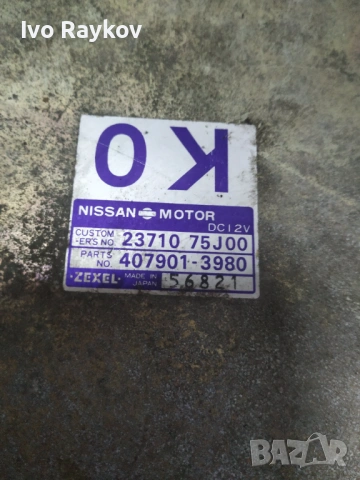 Ivo Raykov
KO
NISSAN MOTOR
DC12V
CUSTOM
-ER'S NO. 23710 75J00
PARTS
NO. 407901-3980
ZEXEL MADE IN
JAPAN 56821
BAZAR